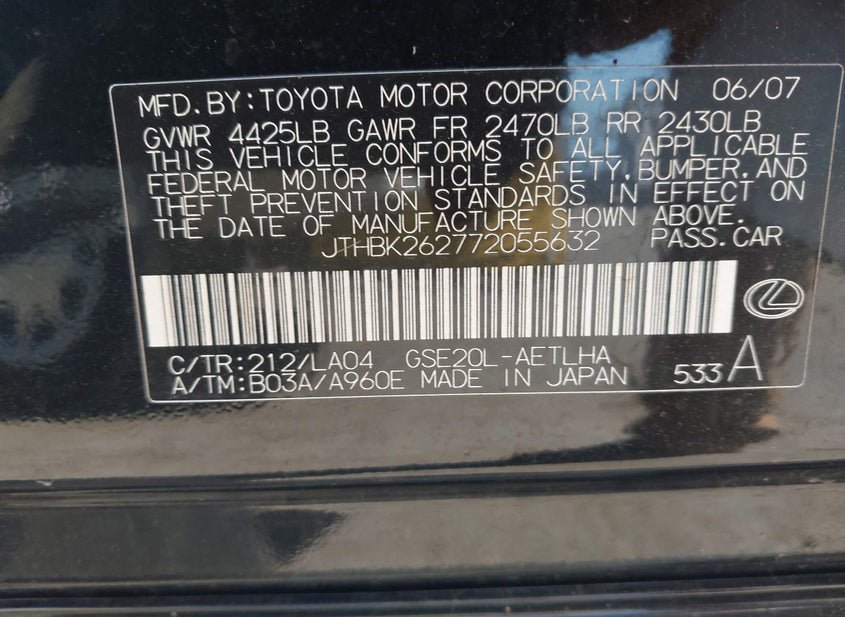 MFD.BY:TOYOTA MOTOR CORPORATION 06/07
GVWR 4425LB GAWR FR 2470LB RR 2430LB
THIS VEHICLE CONFORMS TO ALL APPLICABLE
FEDERAL MOTOR VEHICLE SAFETY,BUMPER,AND
THEFT PREVENTION STANDARDS IN EFFECT ON
THE DATE OF MANUFACTURE SHOWN ABOVE.
JTHBK262772055632 PASS.CAR
C/TR:212/LA04 GSE20L-AETLHA
A/TM:B03A/A960E MADE IN JAPAN 533 A